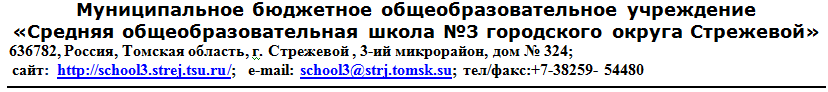 Муниципальное бюджетное общеобразовательное учреждение
«Средняя общеобразовательная школа №3 городского округа Стрежевой»
636782, Россия, Томская область, г. Стрежевой , 3-ий микрорайон, дом № 324;
сайт: http://school3.strej.tsu.ru/; e-mail: school3@strj.tomsk.su; тел/факс:+7-38259- 54480